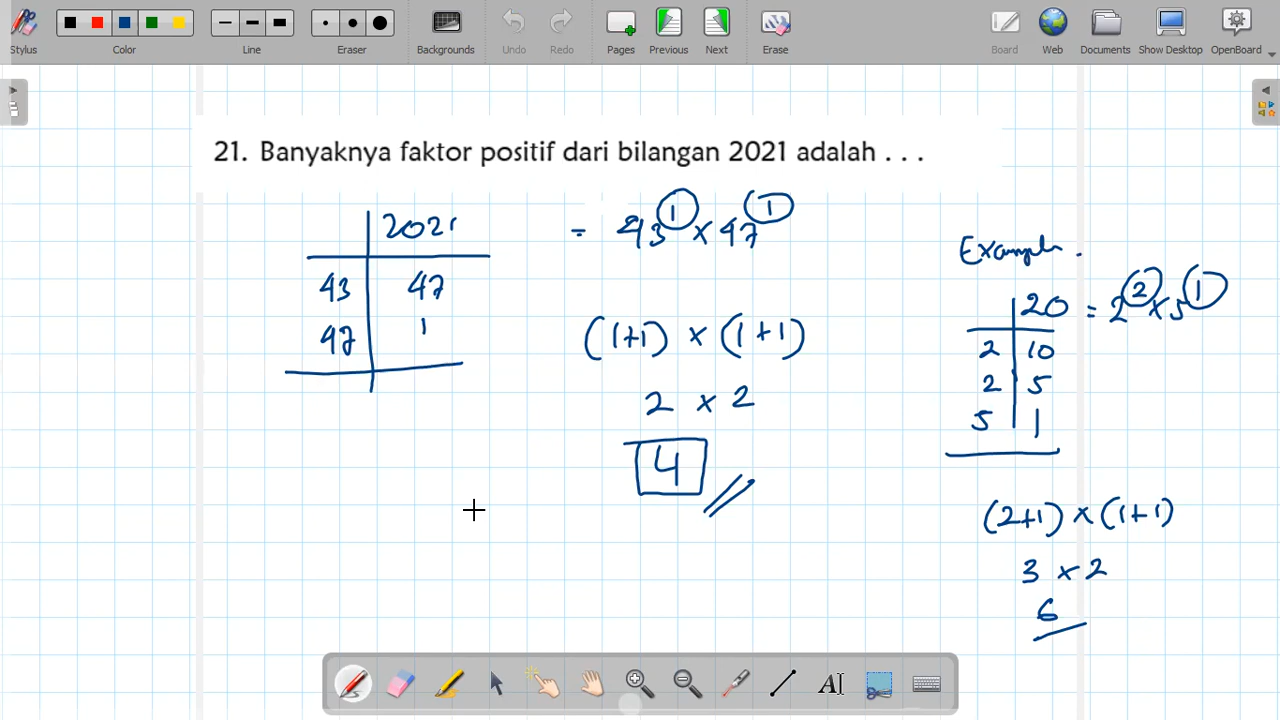 Stylus
Color
Line
Eraser
Backgrounds
Undo
Redo
Pages
Previous
Next
Erase
Board
Web
Documents
Show Desktop
OpenBoard
21. Banyaknya faktor positif dari bilangan 2021 adalah . . .
2021
43 47
47 1
= 43^1 x 47^1
(1+1) x (1+1)
2 x 2
4
Example.
20 = 2^2 x 5^1
2 10
2 5
5 1
(2+1) x (1+1)
3 x 2
6